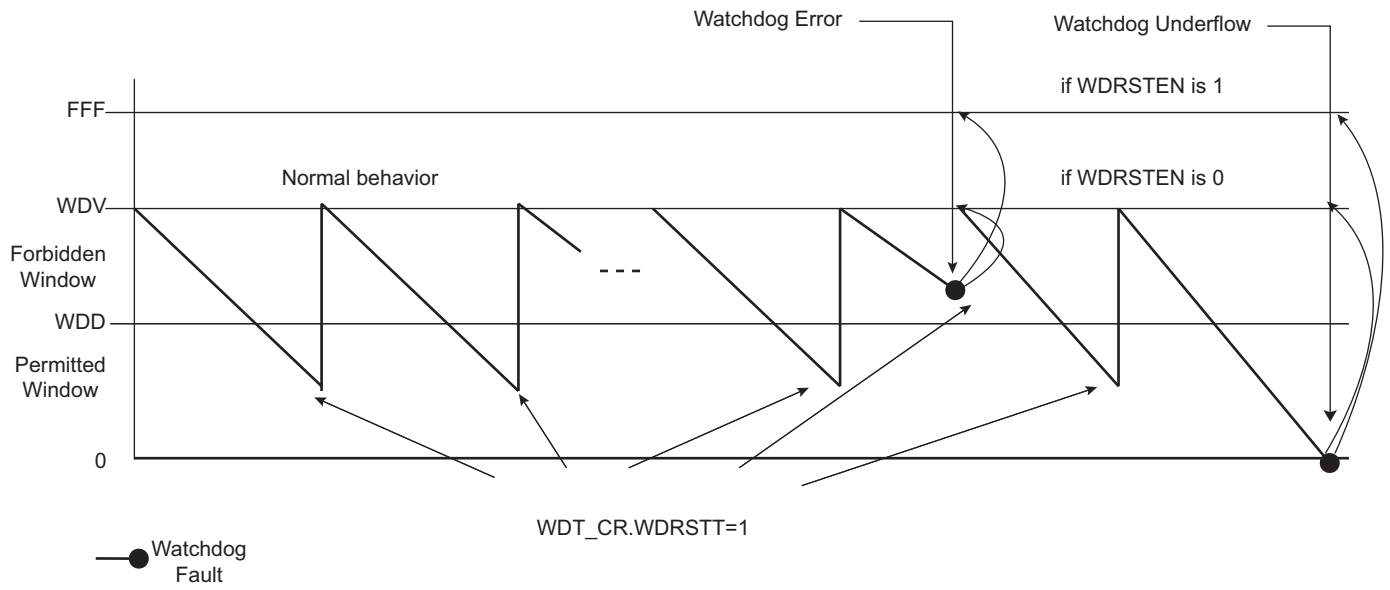 Watchdog Error
Watchdog Underflow
if WDRSTEN is 1
FFF
Normal behavior
if WDRSTEN is 0
WDV
Forbidden
Window
WDD
Permitted
Window
0
WDT_CR.WDRSTT=1
Watchdog
Fault